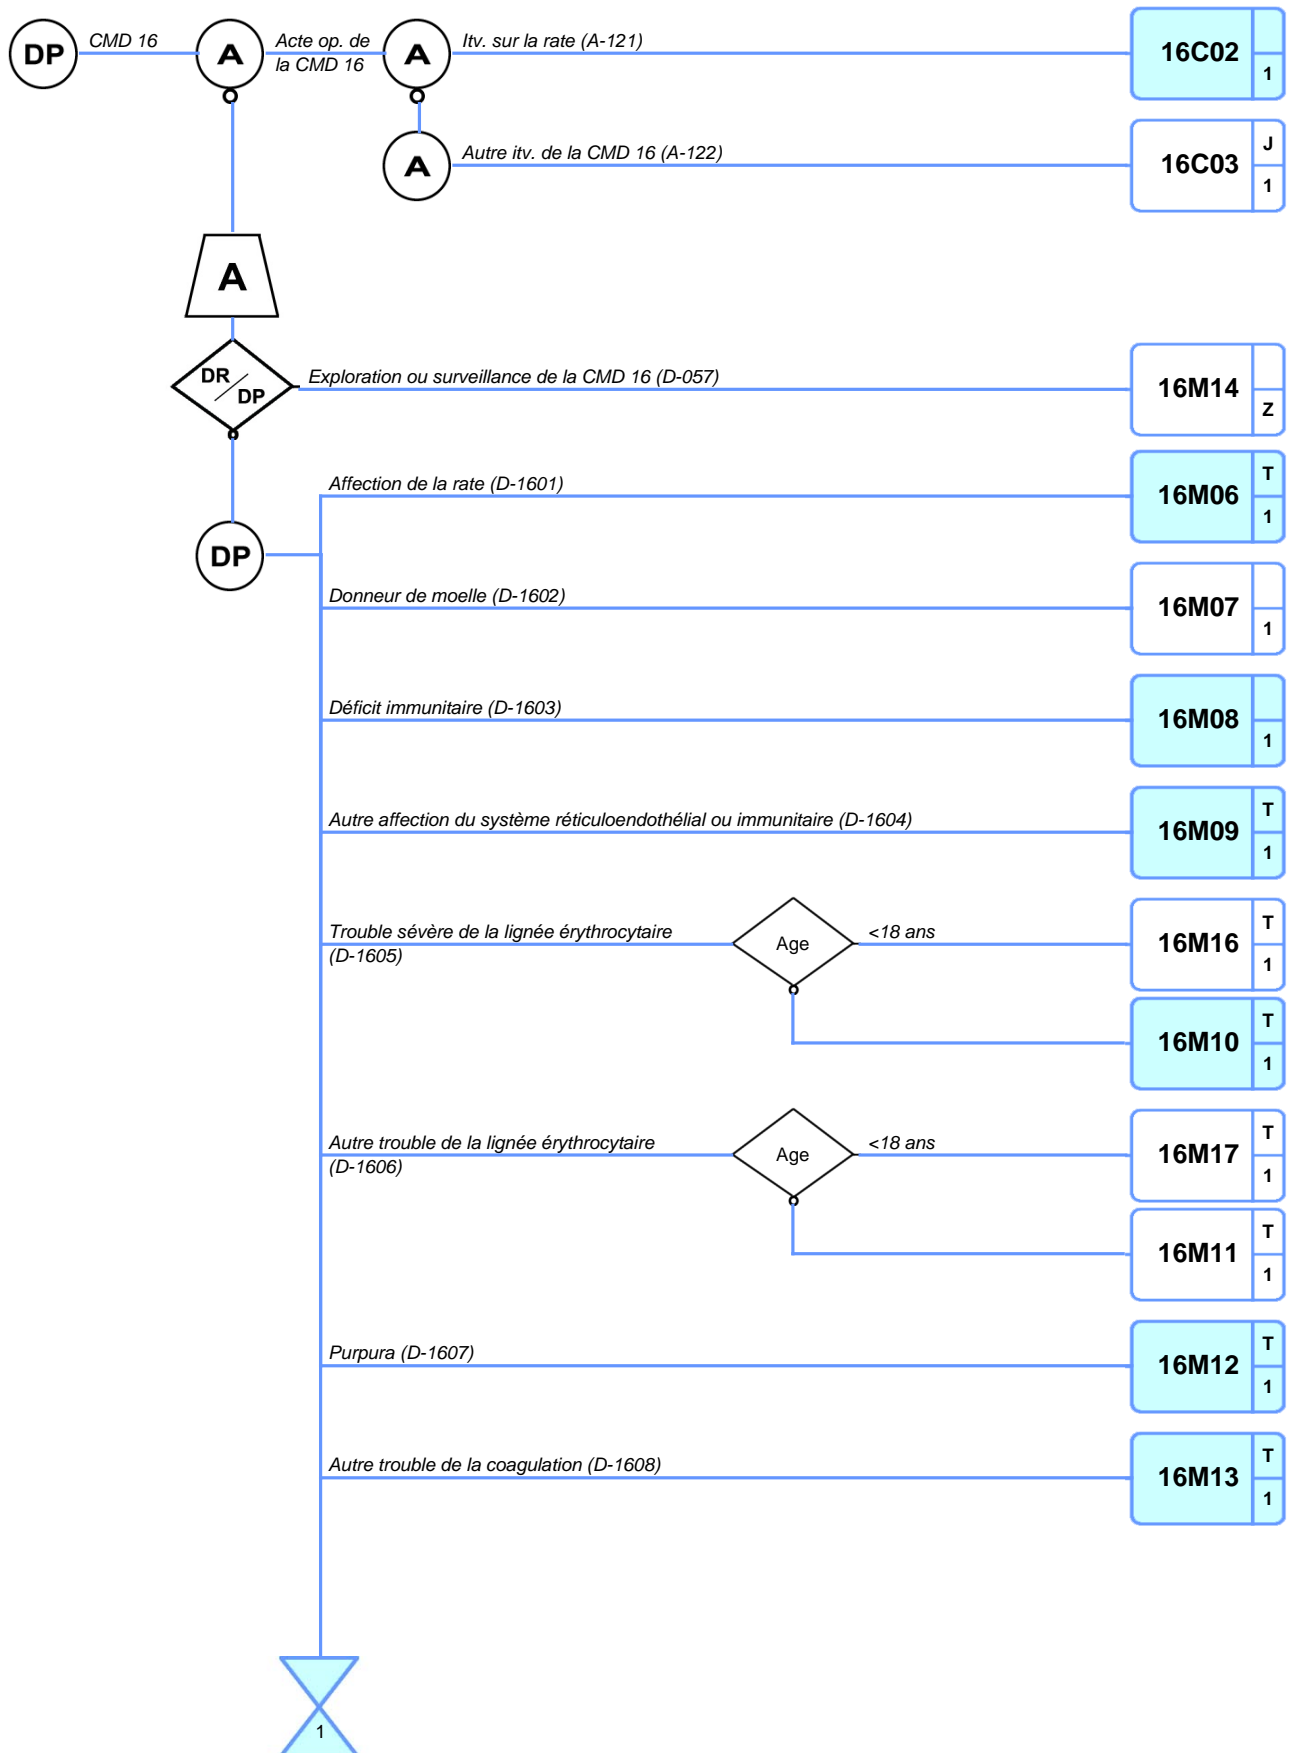 DP
CMD 16
A
Acte op. de
la CMD 16
A
Itv. sur la rate (A-121)
16C02
1
A
Autre itv. de la CMD 16 (A-122)
16C03
J
1
A
DR
DP
Exploration ou surveillance de la CMD 16 (D-057)
16M14
Z
DP
Affection de la rate (D-1601)
16M06
T
1
Donneur de moelle (D-1602)
16M07
1
Déficit immunitaire (D-1603)
16M08
1
Autre affection du système réticuloendothélial ou immunitaire (D-1604)
16M09
T
1
Trouble sévère de la lignée érythrocytaire
(D-1605)
Age
<18 ans
16M16
T
1
16M10
T
1
Autre trouble de la lignée érythrocytaire
(D-1606)
Age
<18 ans
16M17
T
1
16M11
T
1
Purpura (D-1607)
16M12
T
1
Autre trouble de la coagulation (D-1608)
16M13
T
1
1